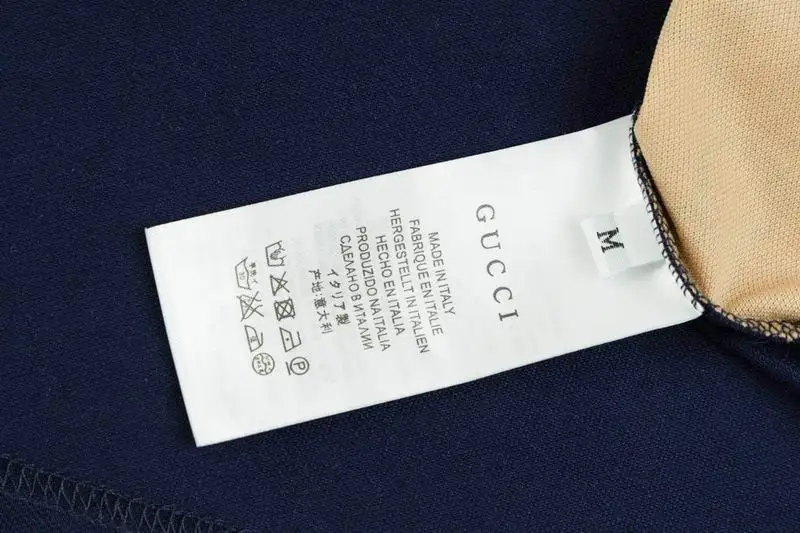 GUCCI
M
MADE IN ITALY
FABRIQUE EN ITALIE
HERGESTELLT IN ITALIEN
HECHO EN ITALIA
PRODUZIDO NA ITALIA
СДЕЛАНО В ИТАЛИИ
イタリア製
产地:意大利
P